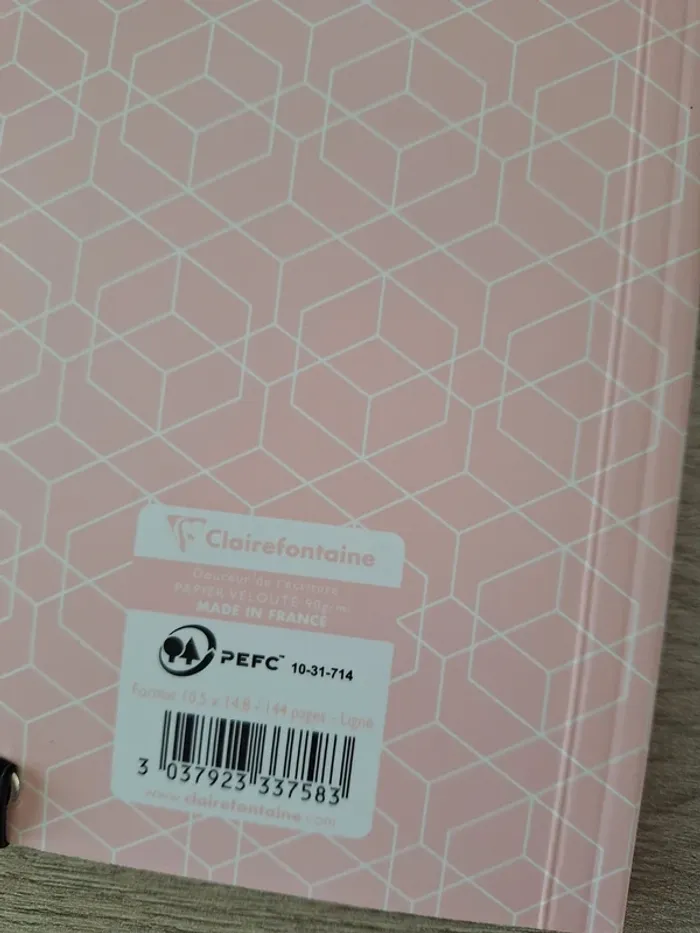 Clairefontaine
Douceur de l'écriture
PAPIER VELOUTÉ 90g/m²
MADE IN FRANCE
PEFC™ 10-31-714
Format 10,5 x 14,8 - 144 pages - Ligné
3 037923 337583
www.clairefontaine.com